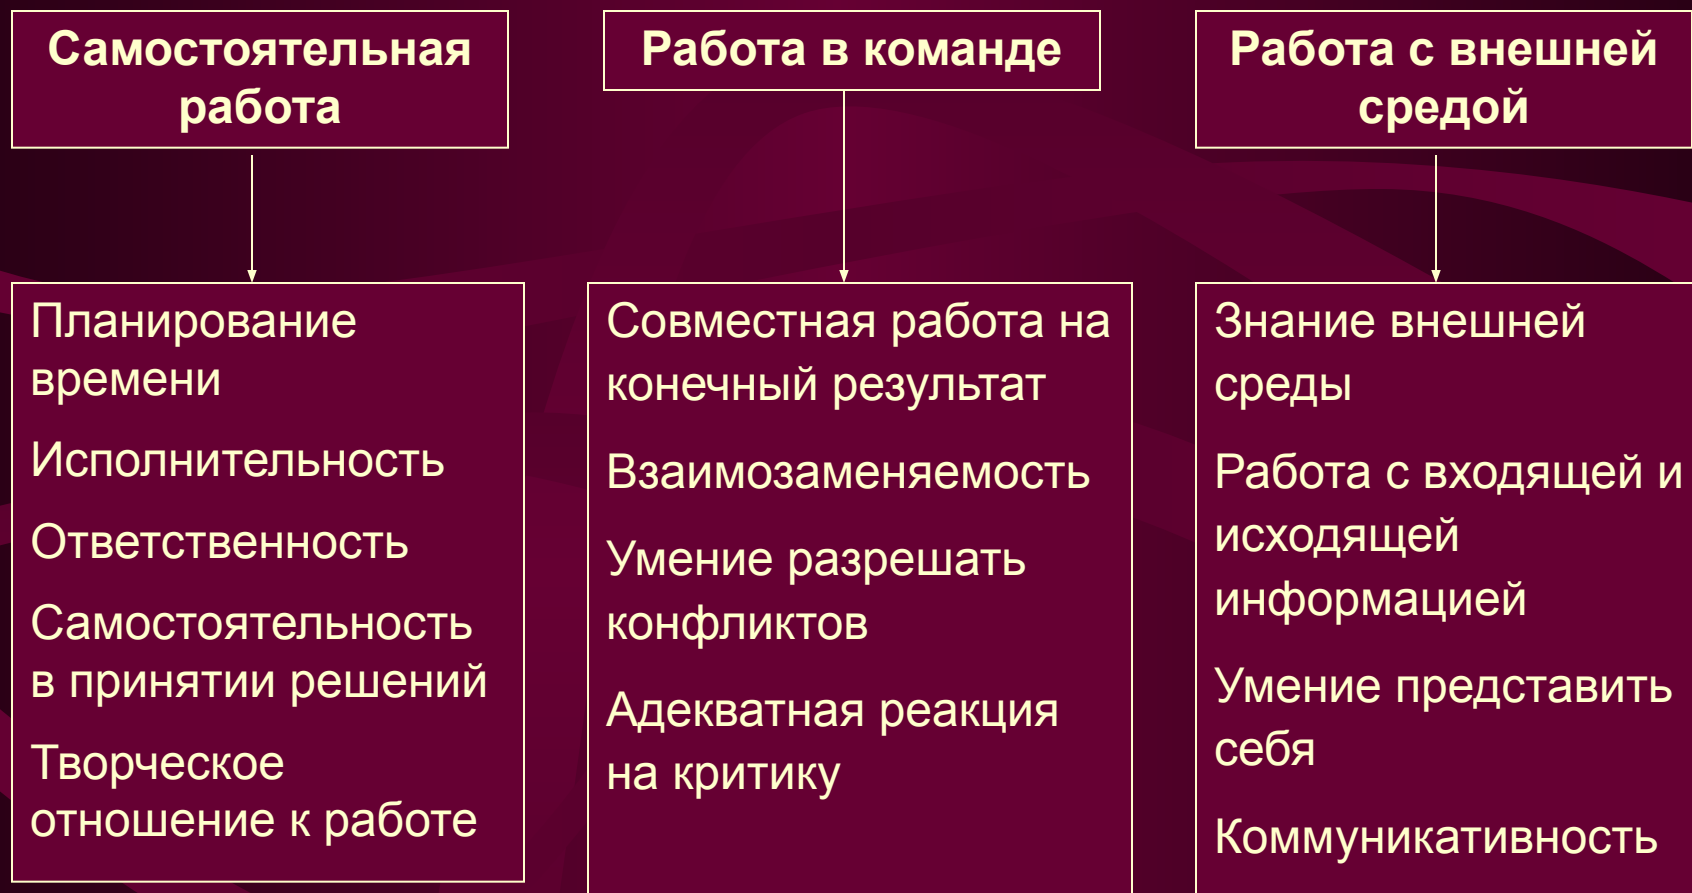 Самостоятельная
работа
Работа в команде
Работа с внешней
средой
Планирование
времени
Исполнительность
Ответственность
Самостоятельность
в принятии решений
Творческое
отношение к работе
Совместная работа на
конечный результат
Взаимозаменяемость
Умение разрешать
конфликтов
Адекватная реакция
на критику
Знание внешней
среды
Работа с входящей и
исходящей
информацией
Умение представить
себя
Коммуникативность